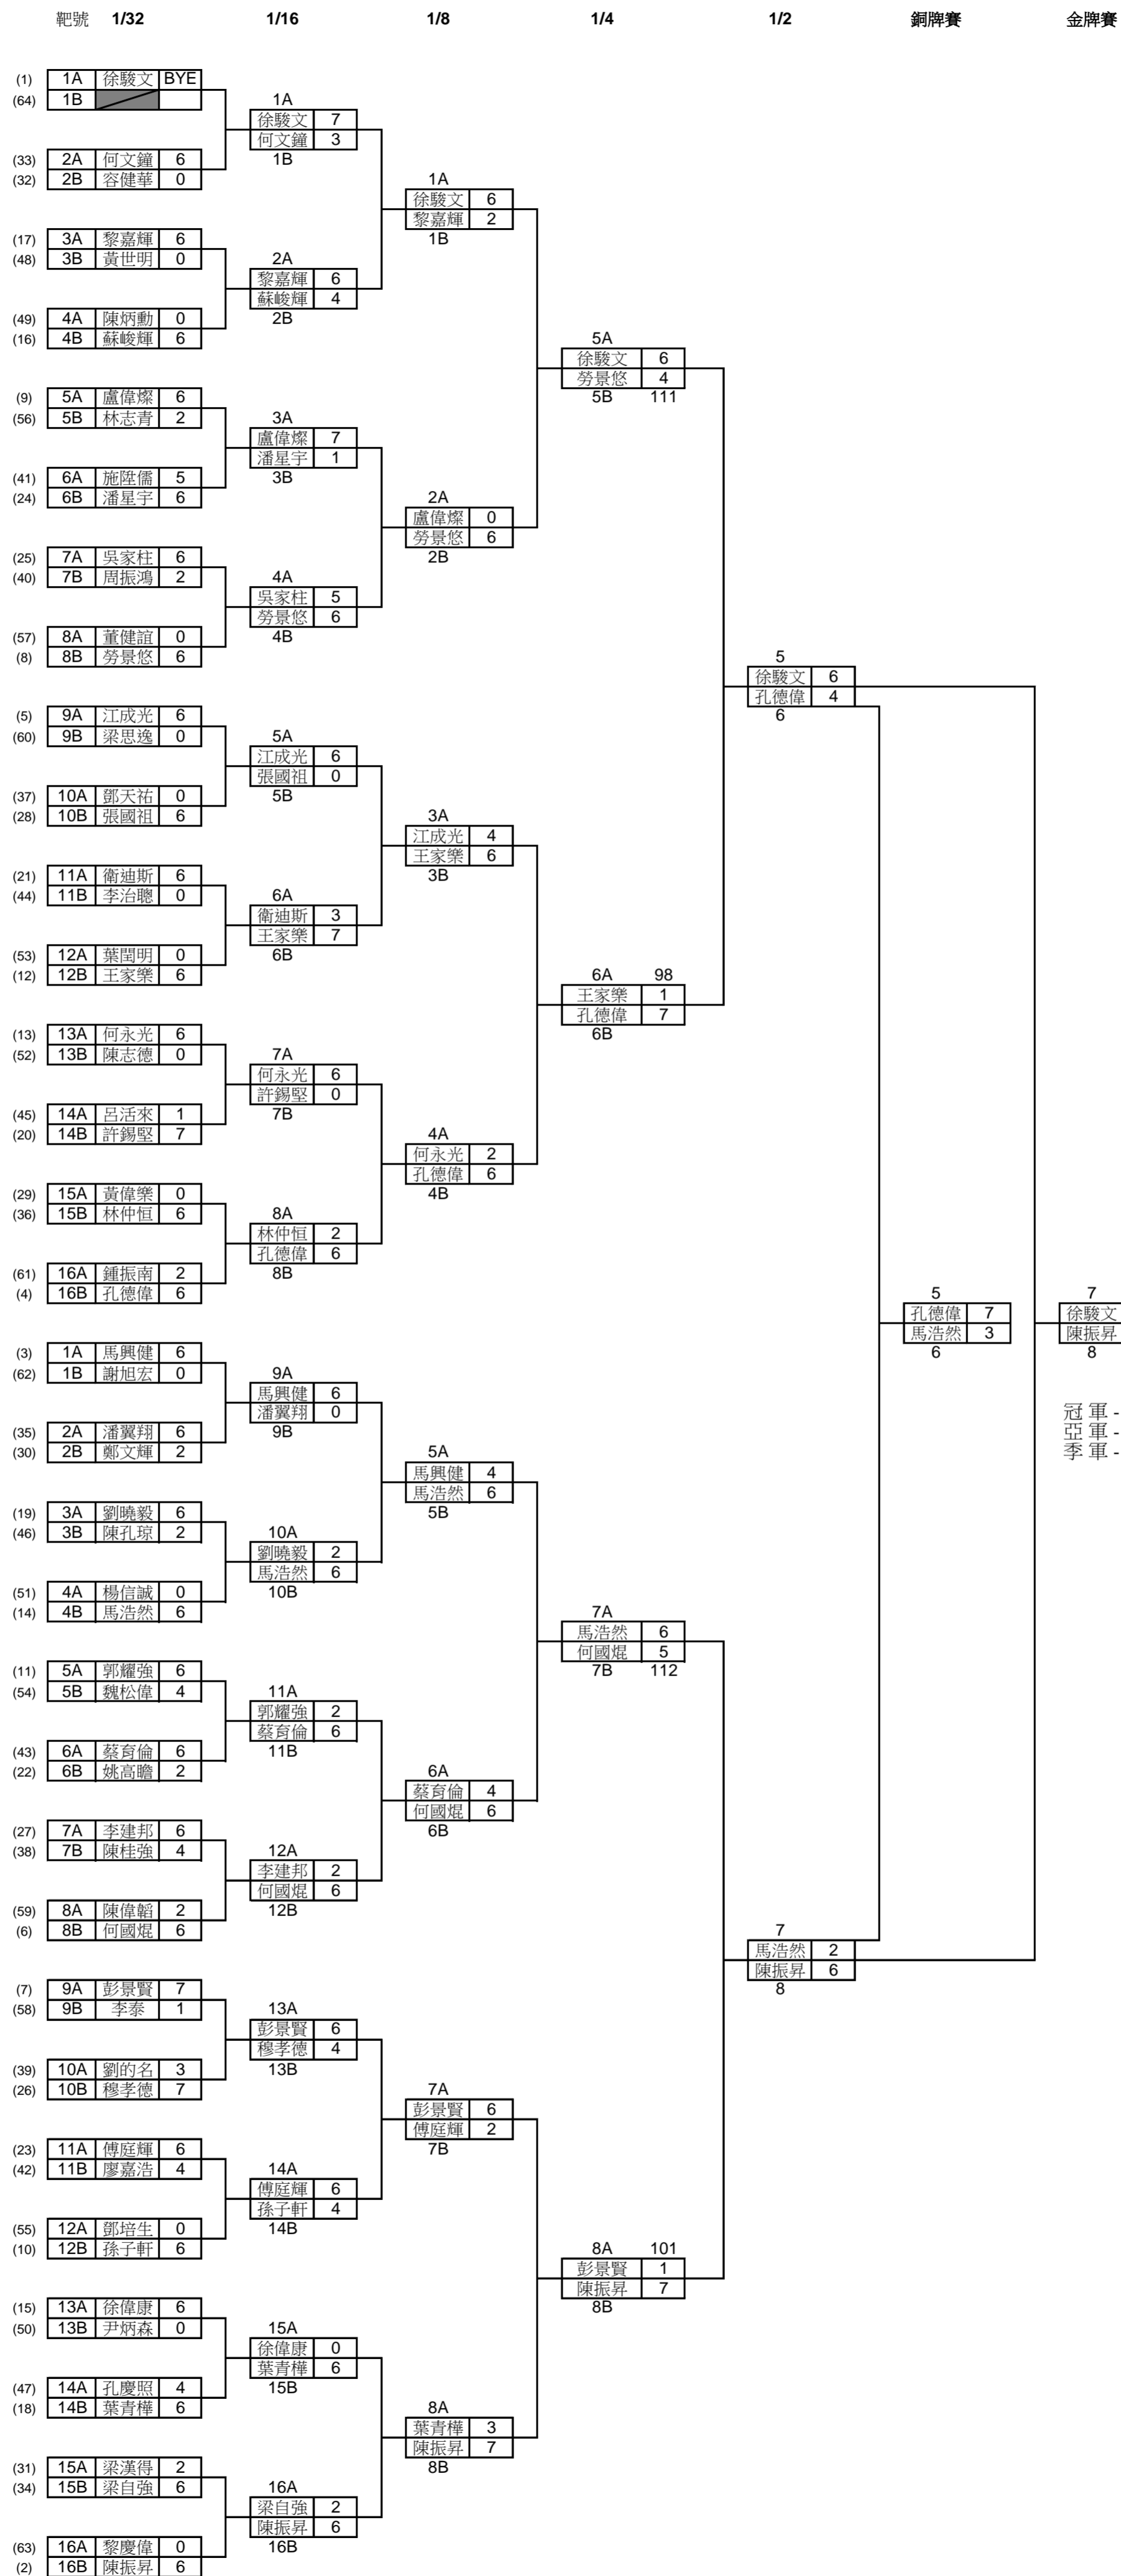 靶號 1/32 1/16 1/8 1/4 1/2 銅牌賽 金牌賽
(1) 1A 徐駿文 BYE
(64) 1B
(33) 2A 何文鐘 6
(32) 2B 容健華 0
(17) 3A 黎嘉輝 6
(48) 3B 黃世明 0
(49) 4A 陳炳勳 0
(16) 4B 蘇峻輝 6
(9) 5A 盧偉燦 6
(56) 5B 林志青 2
(41) 6A 施陞儒 5
(24) 6B 潘星宇 6
(25) 7A 吳家柱 6
(40) 7B 周振鴻 2
(57) 8A 董健誼 0
(8) 8B 勞景悠 6
(5) 9A 江成光 6
(60) 9B 梁思逸 0
(37) 10A 鄧天祐 0
(28) 10B 張國祖 6
(21) 11A 衛迪斯 6
(44) 11B 李治聰 0
(53) 12A 葉閏明 0
(12) 12B 王家樂 6
(13) 13A 何永光 6
(52) 13B 陳志德 0
(45) 14A 呂活來 1
(20) 14B 許錫堅 7
(29) 15A 黃偉樂 0
(36) 15B 林仲恒 6
(61) 16A 鍾振南 2
(4) 16B 孔德偉 6
(3) 1A 馬興健 6
(62) 1B 謝旭宏 0
(35) 2A 潘翼翔 6
(30) 2B 鄭文輝 2
(19) 3A 劉曉毅 6
(46) 3B 陳孔琼 2
(51) 4A 楊信誠 0
(14) 4B 馬浩然 6
(11) 5A 郭耀強 6
(54) 5B 魏松偉 4
(43) 6A 蔡育倫 6
(22) 6B 姚高瞻 2
(27) 7A 李建邦 6
(38) 7B 陳桂強 4
(59) 8A 陳偉韜 2
(6) 8B 何國焜 6
(7) 9A 彭景賢 7
(58) 9B 李泰 1
(39) 10A 劉的名 3
(26) 10B 穆孝德 7
(23) 11A 傅庭輝 6
(42) 11B 廖嘉浩 4
(55) 12A 鄧培生 0
(10) 12B 孫子軒 6
(15) 13A 徐偉康 6
(50) 13B 尹炳森 0
(47) 14A 孔慶照 4
(18) 14B 葉青樺 6
(31) 15A 梁漢得 2
(34) 15B 梁自強 6
(63) 16A 黎慶偉 0
(2) 16B 陳振昇 6
1A
徐駿文 7
何文鐘 3
1B
2A
黎嘉輝 6
蘇峻輝 4
2B
3A
盧偉燦 7
潘星宇 1
3B
4A
吳家柱 5
勞景悠 6
4B
5A
江成光 6
張國祖 0
5B
6A
衛迪斯 3
王家樂 7
6B
7A
何永光 6
許錫堅 0
7B
8A
林仲恒 2
孔德偉 6
8B
9A
馬興健 6
潘翼翔 0
9B
10A
劉曉毅 2
馬浩然 6
10B
11A
郭耀強 2
蔡育倫 6
11B
12A
李建邦 2
何國焜 6
12B
13A
彭景賢 6
穆孝德 4
13B
14A
傅庭輝 6
孫子軒 4
14B
15A
徐偉康 0
葉青樺 6
15B
16A
梁自強 2
陳振昇 6
16B
1A
徐駿文 6
黎嘉輝 2
1B
2A
盧偉燦 0
勞景悠 6
2B
3A
江成光 4
王家樂 6
3B
4A
何永光 2
孔德偉 6
4B
5A
馬興健 4
馬浩然 6
5B
6A
蔡育倫 4
何國焜 6
6B
7A
彭景賢 6
傅庭輝 2
7B
8A
葉青樺 3
陳振昇 7
8B
5A
徐駿文 6
勞景悠 4
5B 111
6A 98
王家樂 1
孔德偉 7
6B
7A
馬浩然 6
何國焜 5
7B 112
8A 101
彭景賢 1
陳振昇 7
8B
5
徐駿文 6
孔德偉 4
6
7
馬浩然 2
陳振昇 6
8
5
孔德偉 7
馬浩然 3
6
7
徐駿文
陳振昇
8
冠軍-
亞軍-
季軍-